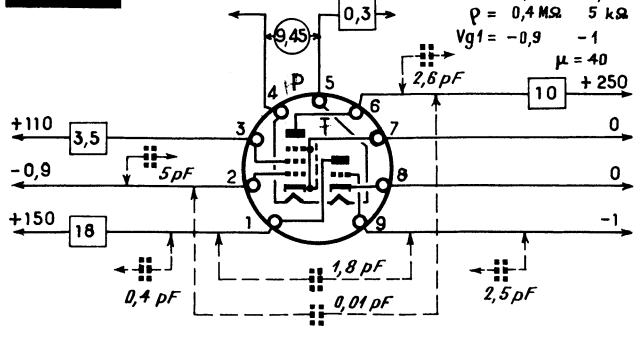 0,3
ρ = 0,4 MΩ 5 kΩ
9,45
Vg1 = -0,9 -1
μ = 40
P
2,6 pF
4 5 6
10 +250
T
+110 3,5 3 7 0
-0,9 5 pF 2 8 0
+150 18 1 9 -1
0,4 pF 1,8 pF 2,5 pF
0,01 pF